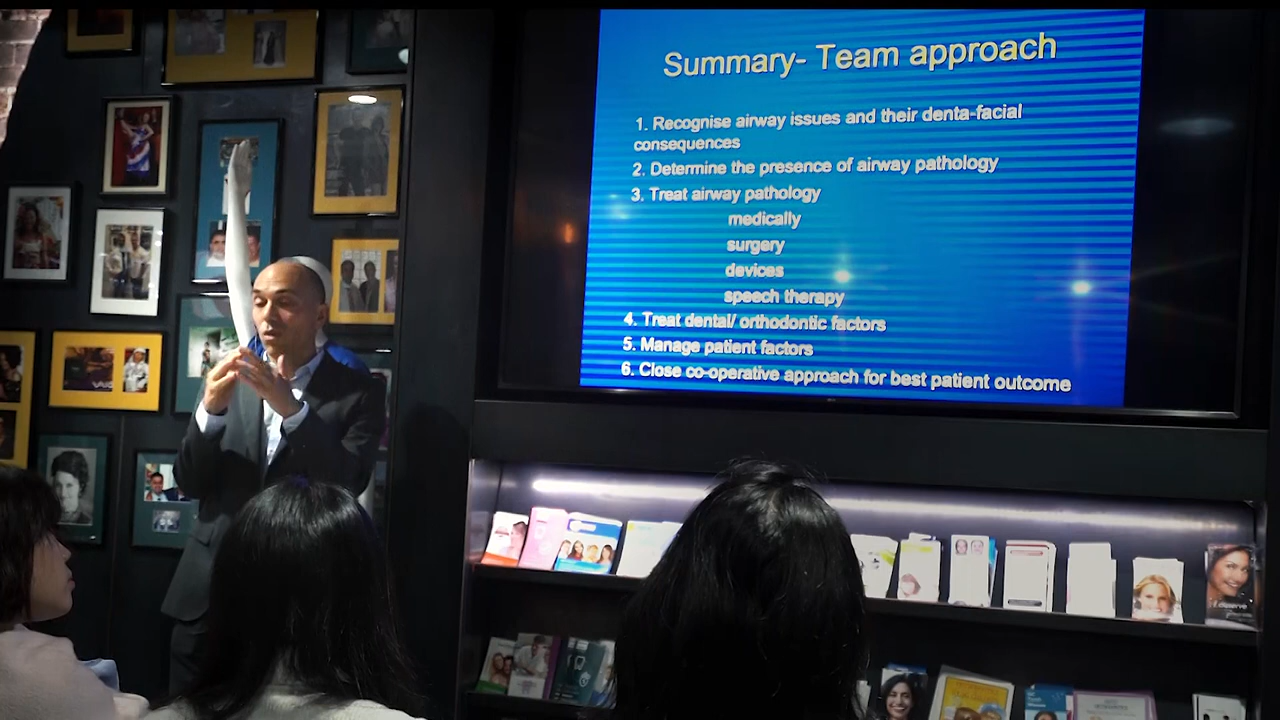 Summary- Team approach
1. Recognise airway issues and their denta-facial
consequences
2. Determine the presence of airway pathology
3. Treat airway pathology
medically
surgery
devices
speech therapy
4. Treat dental/ orthodontic factors
5. Manage patient factors
6. Close co-operative approach for best patient outcome